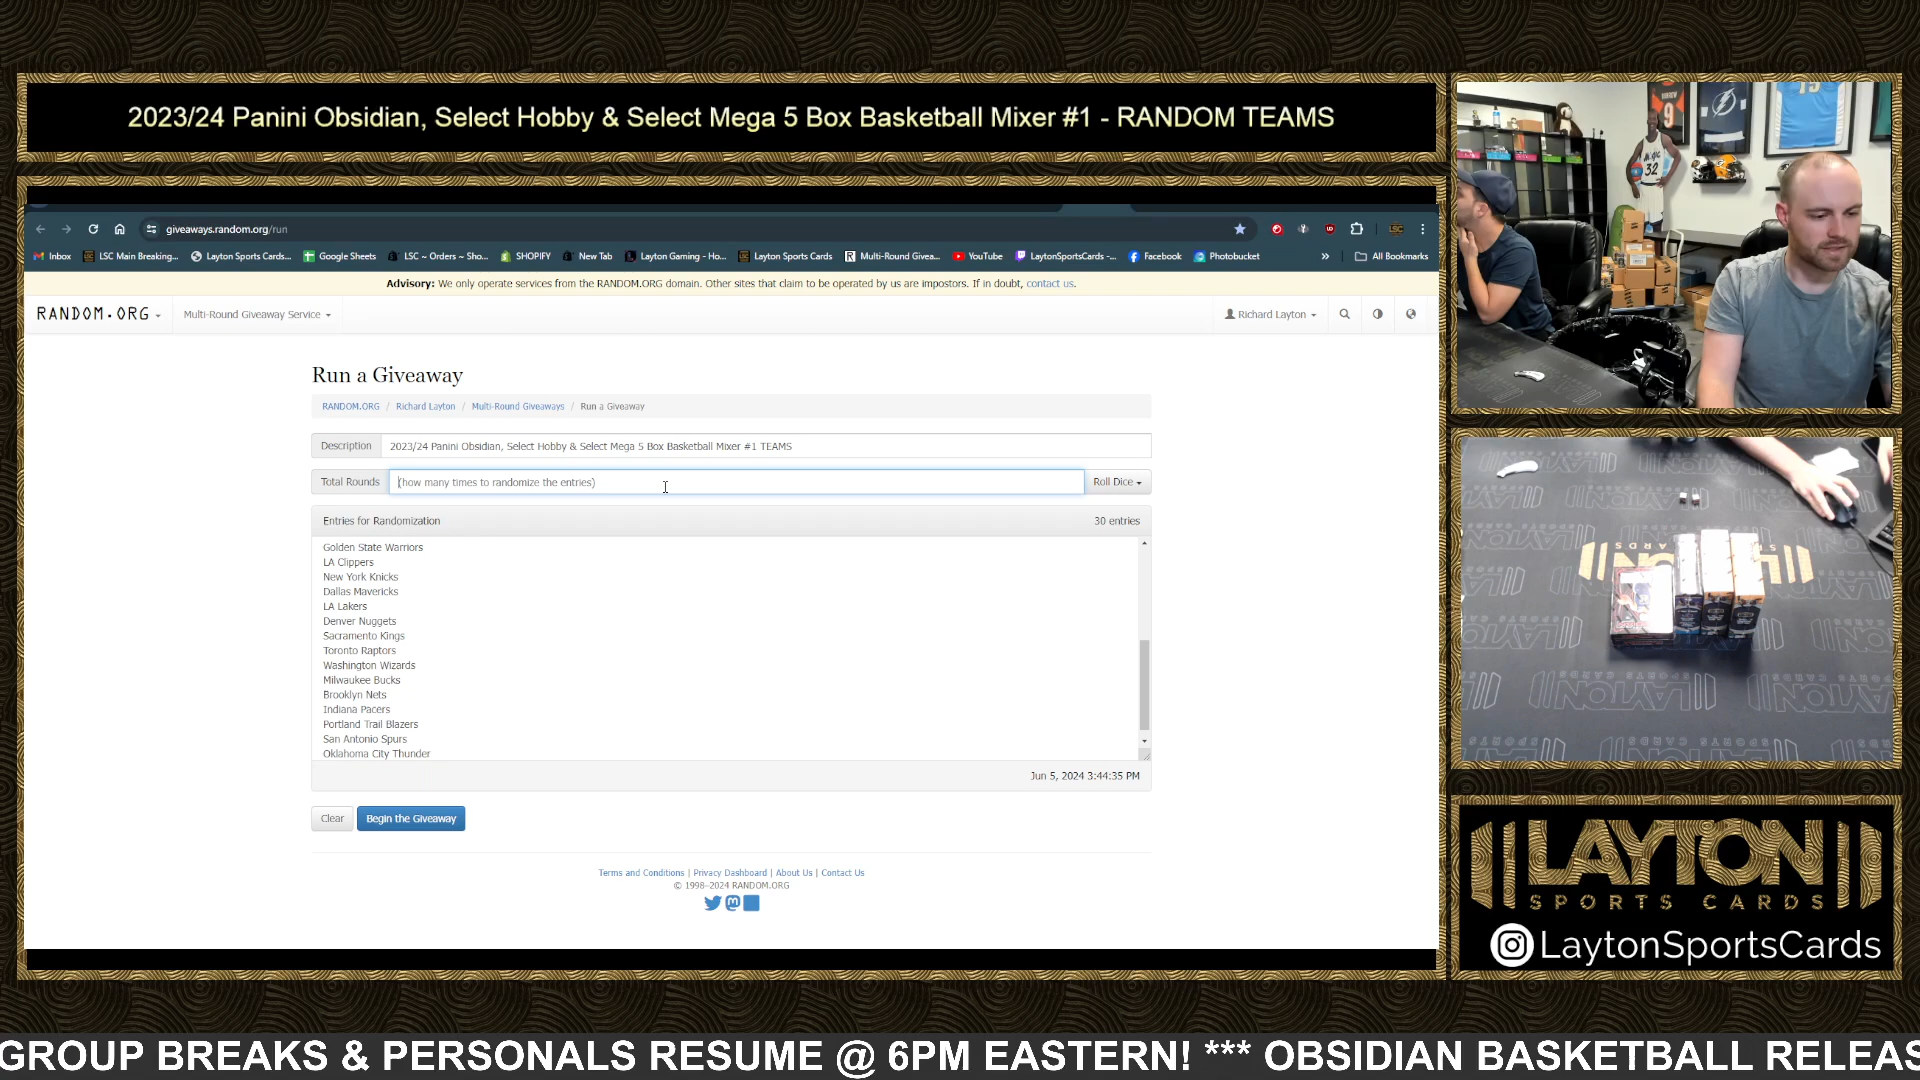 2023/24 Panini Obsidian, Select Hobby & Select Mega 5 Box Basketball Mixer #1 - RANDOM TEAMS
giveaways.random.org/run
Inbox LSC Main Breaking... Layton Sports Cards... Google Sheets LSC ~ Orders ~ Sho... SHOPIFY New Tab Layton Gaming - Ho... Layton Sports Cards Multi-Round Givea... YouTube LaytonSportsCards -... Facebook Photobucket » All Bookmarks
Advisory: We only operate services from the RANDOM.ORG domain. Other sites that claim to be operated by us are impostors. If in doubt, contact us.
RANDOM.ORG Multi-Round Giveaway Service Richard Layton
Run a Giveaway
RANDOM.ORG / Richard Layton / Multi-Round Giveaways / Run a Giveaway
Description 2023/24 Panini Obsidian, Select Hobby & Select Mega 5 Box Basketball Mixer #1 TEAMS
Total Rounds (how many times to randomize the entries) Roll Dice
Entries for Randomization 30 entries
Golden State Warriors
LA Clippers
New York Knicks
Dallas Mavericks
LA Lakers
Denver Nuggets
Sacramento Kings
Toronto Raptors
Washington Wizards
Milwaukee Bucks
Brooklyn Nets
Indiana Pacers
Portland Trail Blazers
San Antonio Spurs
Oklahoma City Thunder
Jun 5, 2024 3:44:35 PM
Clear Begin the Giveaway
Terms and Conditions | Privacy Dashboard | About Us | Contact Us
© 1998–2024 RANDOM.ORG
9
Magic
32
LAYTON
SPORTS CARDS
LaytonSportsCards
GROUP BREAKS & PERSONALS RESUME @ 6PM EASTERN! *** OBSIDIAN BASKETBALL RELEAS